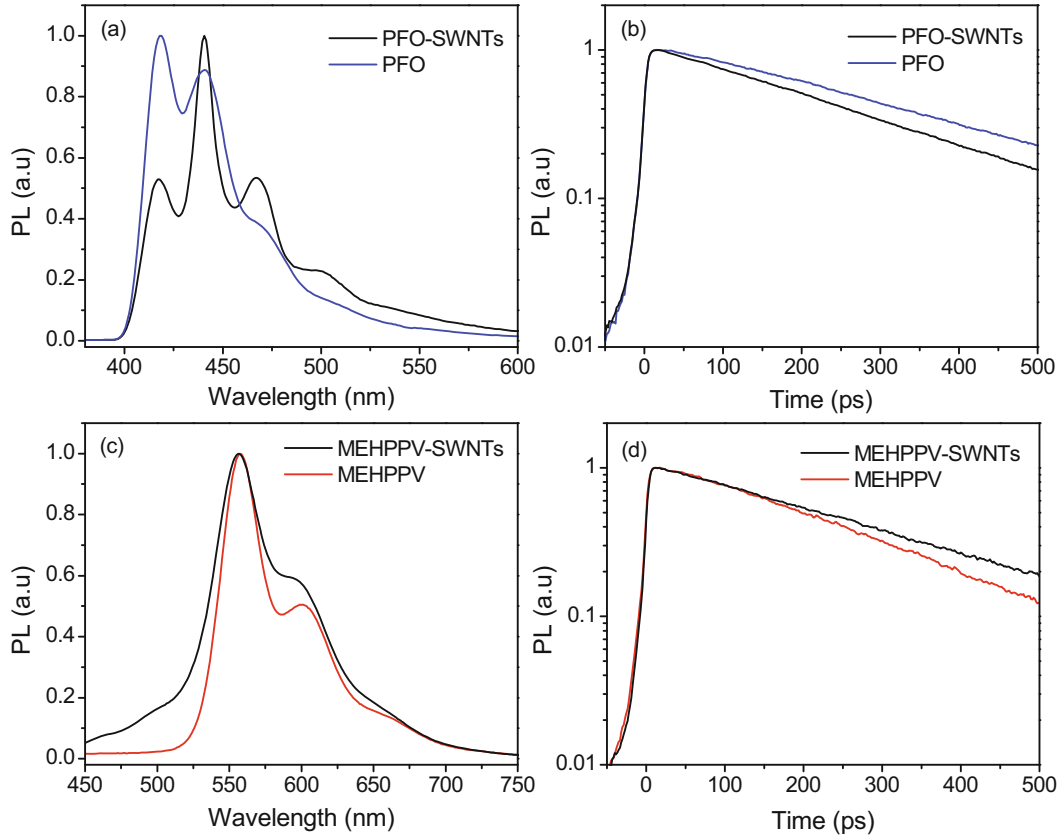 (a)
PFO-SWNTs
PFO
1.0
0.8
0.6
0.4
0.2
0.0
PL (a.u)
400
450
500
550
600
Wavelength (nm)
(b)
PFO-SWNTs
PFO
1
0.1
0.01
PL (a.u)
0
100
200
300
400
500
Time (ps)
(c)
MEHPPV-SWNTs
MEHPPV
1.0
0.8
0.6
0.4
0.2
0.0
PL (a.u)
450
500
550
600
650
700
750
Wavelength (nm)
(d)
MEHPPV-SWNTs
MEHPPV
1
0.1
0.01
PL (a.u)
0
100
200
300
400
500
Time (ps)